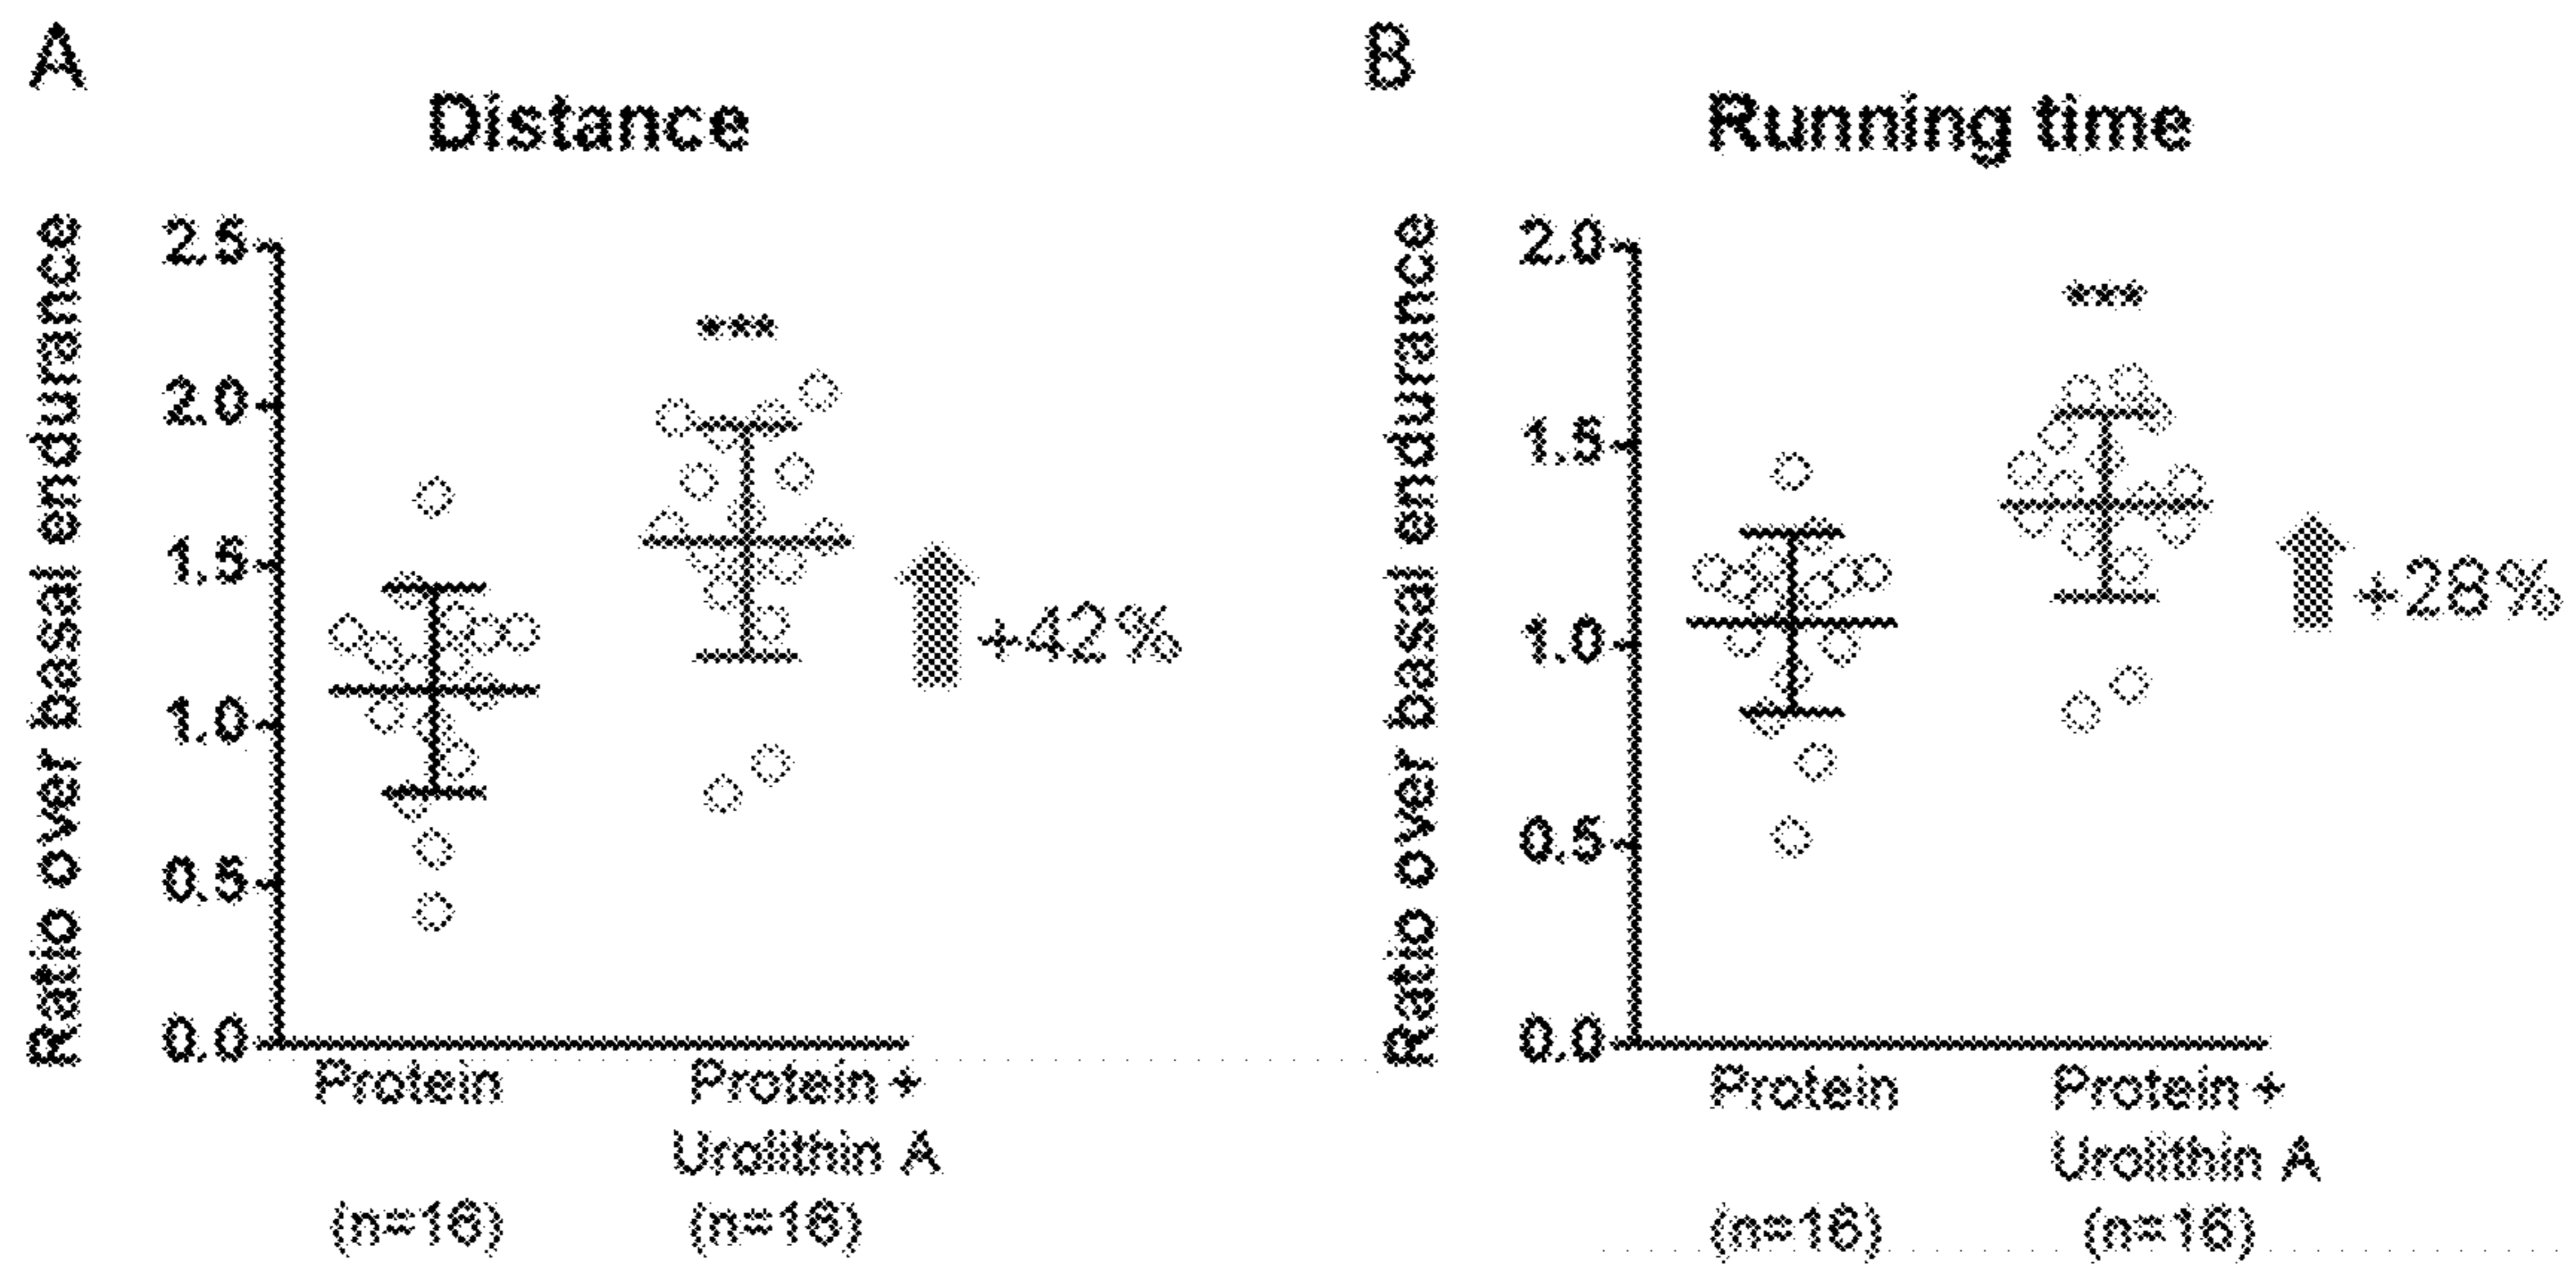 A
Distance
Ratio over basal endurance
2.5
2.0
1.5
1.0
0.5
0.0
***
+42%
Protein
(n=16)
Protein +
Urolithin A
(n=16)
B
Running time
Ratio over basal endurance
2.0
1.5
1.0
0.5
0.0
***
+28%
Protein
(n=16)
Protein +
Urolithin A
(n=16)